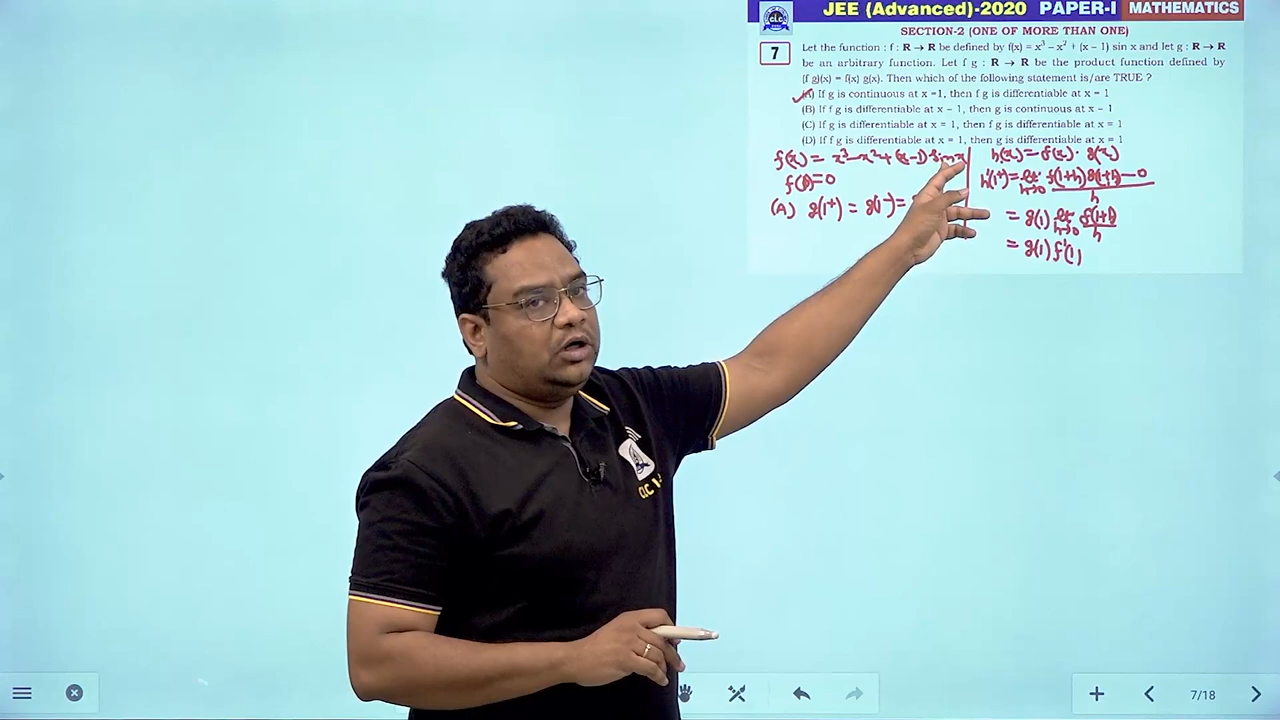 JEE (Advanced)-2020 PAPER-I MATHEMATICS
CLC
SECTION-2 (ONE OF MORE THAN ONE)
7
Let the function : f : R → R be defined by f(x) = x³ – x² + (x – 1) sin x and let g : R → R
be an arbitrary function. Let f g : R → R be the product function defined by
(f g)(x) = f(x) g(x). Then which of the following statement is/are TRUE ?
(A) If g is continuous at x =1, then f g is differentiable at x = 1
(B) If f g is differentiable at x – 1, then g is continuous at x – 1
(C) If g is differentiable at x = 1, then f g is differentiable at x = 1
(D) If f g is differentiable at x = 1, then g is differentiable at x = 1
f(x) = x³–x²+(x–1) sinx
f(1)=0
(A) g(1⁺) = g(1⁻) =
h(x) = f(x) · g(x)
h'(1⁺) = lt h→0 f(1+h)g(1+h)–0 / h
= g(1) lt h→0 f(1+h) / h
= g(1) f'(1)
CLC
7/18